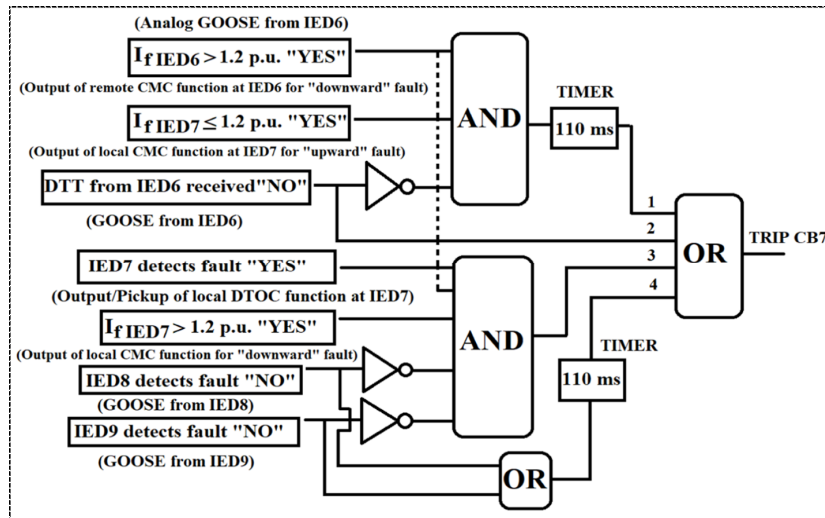 (Analog GOOSE from IED6)
I f IED6 > 1.2 p.u. "YES"
(Output of remote CMC function at IED6 for "downward" fault)
I f IED7 ≤ 1.2 p.u. "YES"
(Output of local CMC function at IED7 for "upward" fault)
DTT from IED6 received"NO"
(GOOSE from IED6)
AND
TIMER
110 ms
1
2
3
4
OR
TRIP CB7
IED7 detects fault "YES"
(Output/Pickup of local DTOC function at IED7)
I f IED7 > 1.2 p.u. "YES"
(Output of local CMC function for "downward" fault)
IED8 detects fault "NO"
(GOOSE from IED8)
IED9 detects fault "NO"
(GOOSE from IED9)
AND
TIMER
110 ms
OR